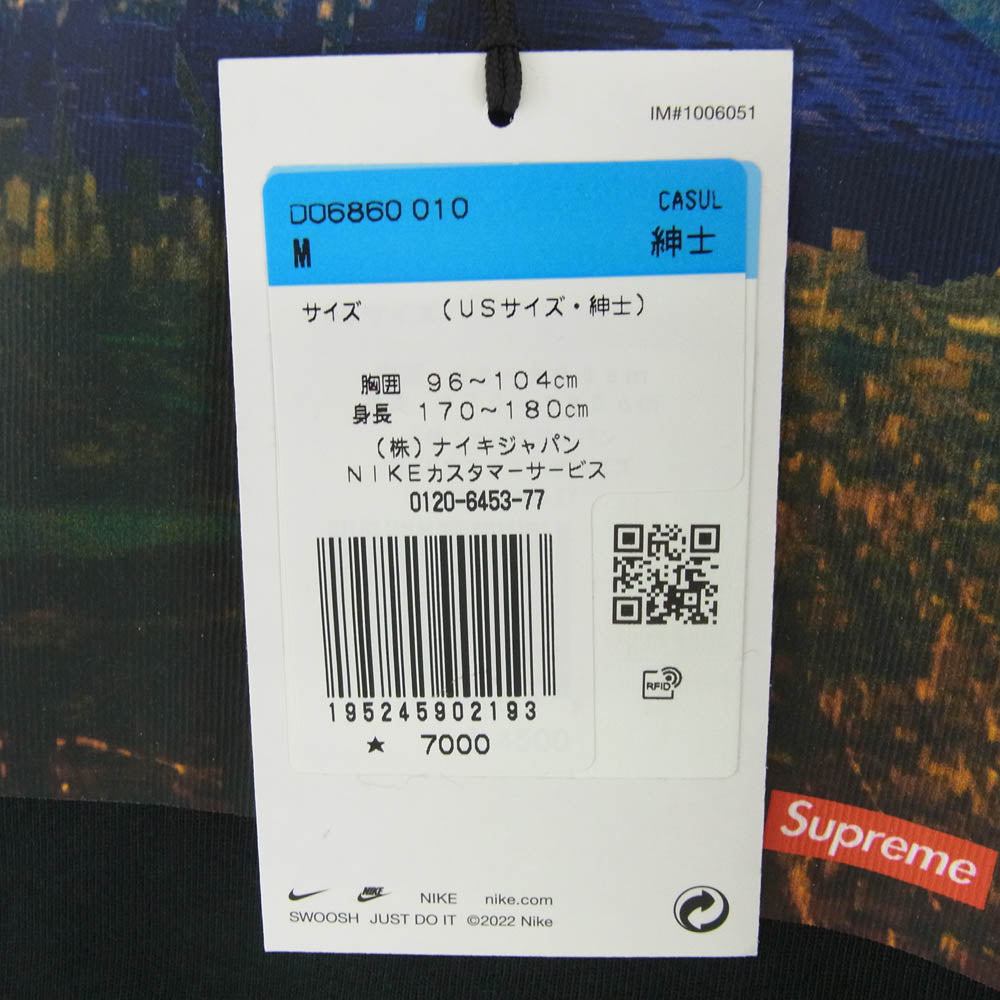 IM#1006051
DO6860 010
CASUL
M
紳士
サイズ (USサイズ・紳士)
胸囲 96~104cm
身長 170~180cm
(株)ナイキジャパン
NIKEカスタマーサービス
0120-6453-77
RFID
195245902193
★ 7000
Supreme
NIKE NIKE nike.com
SWOOSH JUST DO IT ©2022 Nike